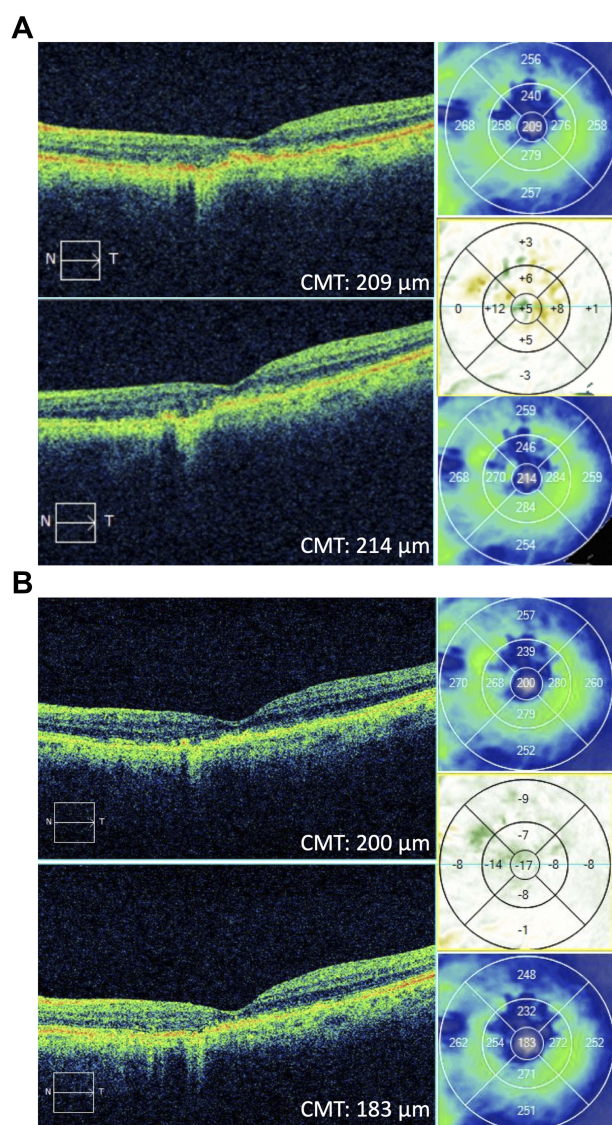 A
256
240
268 258 209 276 258
279
257
N T
CMT: 209 µm
+3
+6
0 +12 +5 +8 +1
+5
-3
N T
CMT: 214 µm
259
246
268 270 214 284 259
284
254
B
257
239
270 268 200 280 260
279
252
N T
CMT: 200 µm
-9
-7
-8 -14 -17 -8 -8
-8
-1
N T
CMT: 183 µm
248
232
262 254 183 272 252
271
251